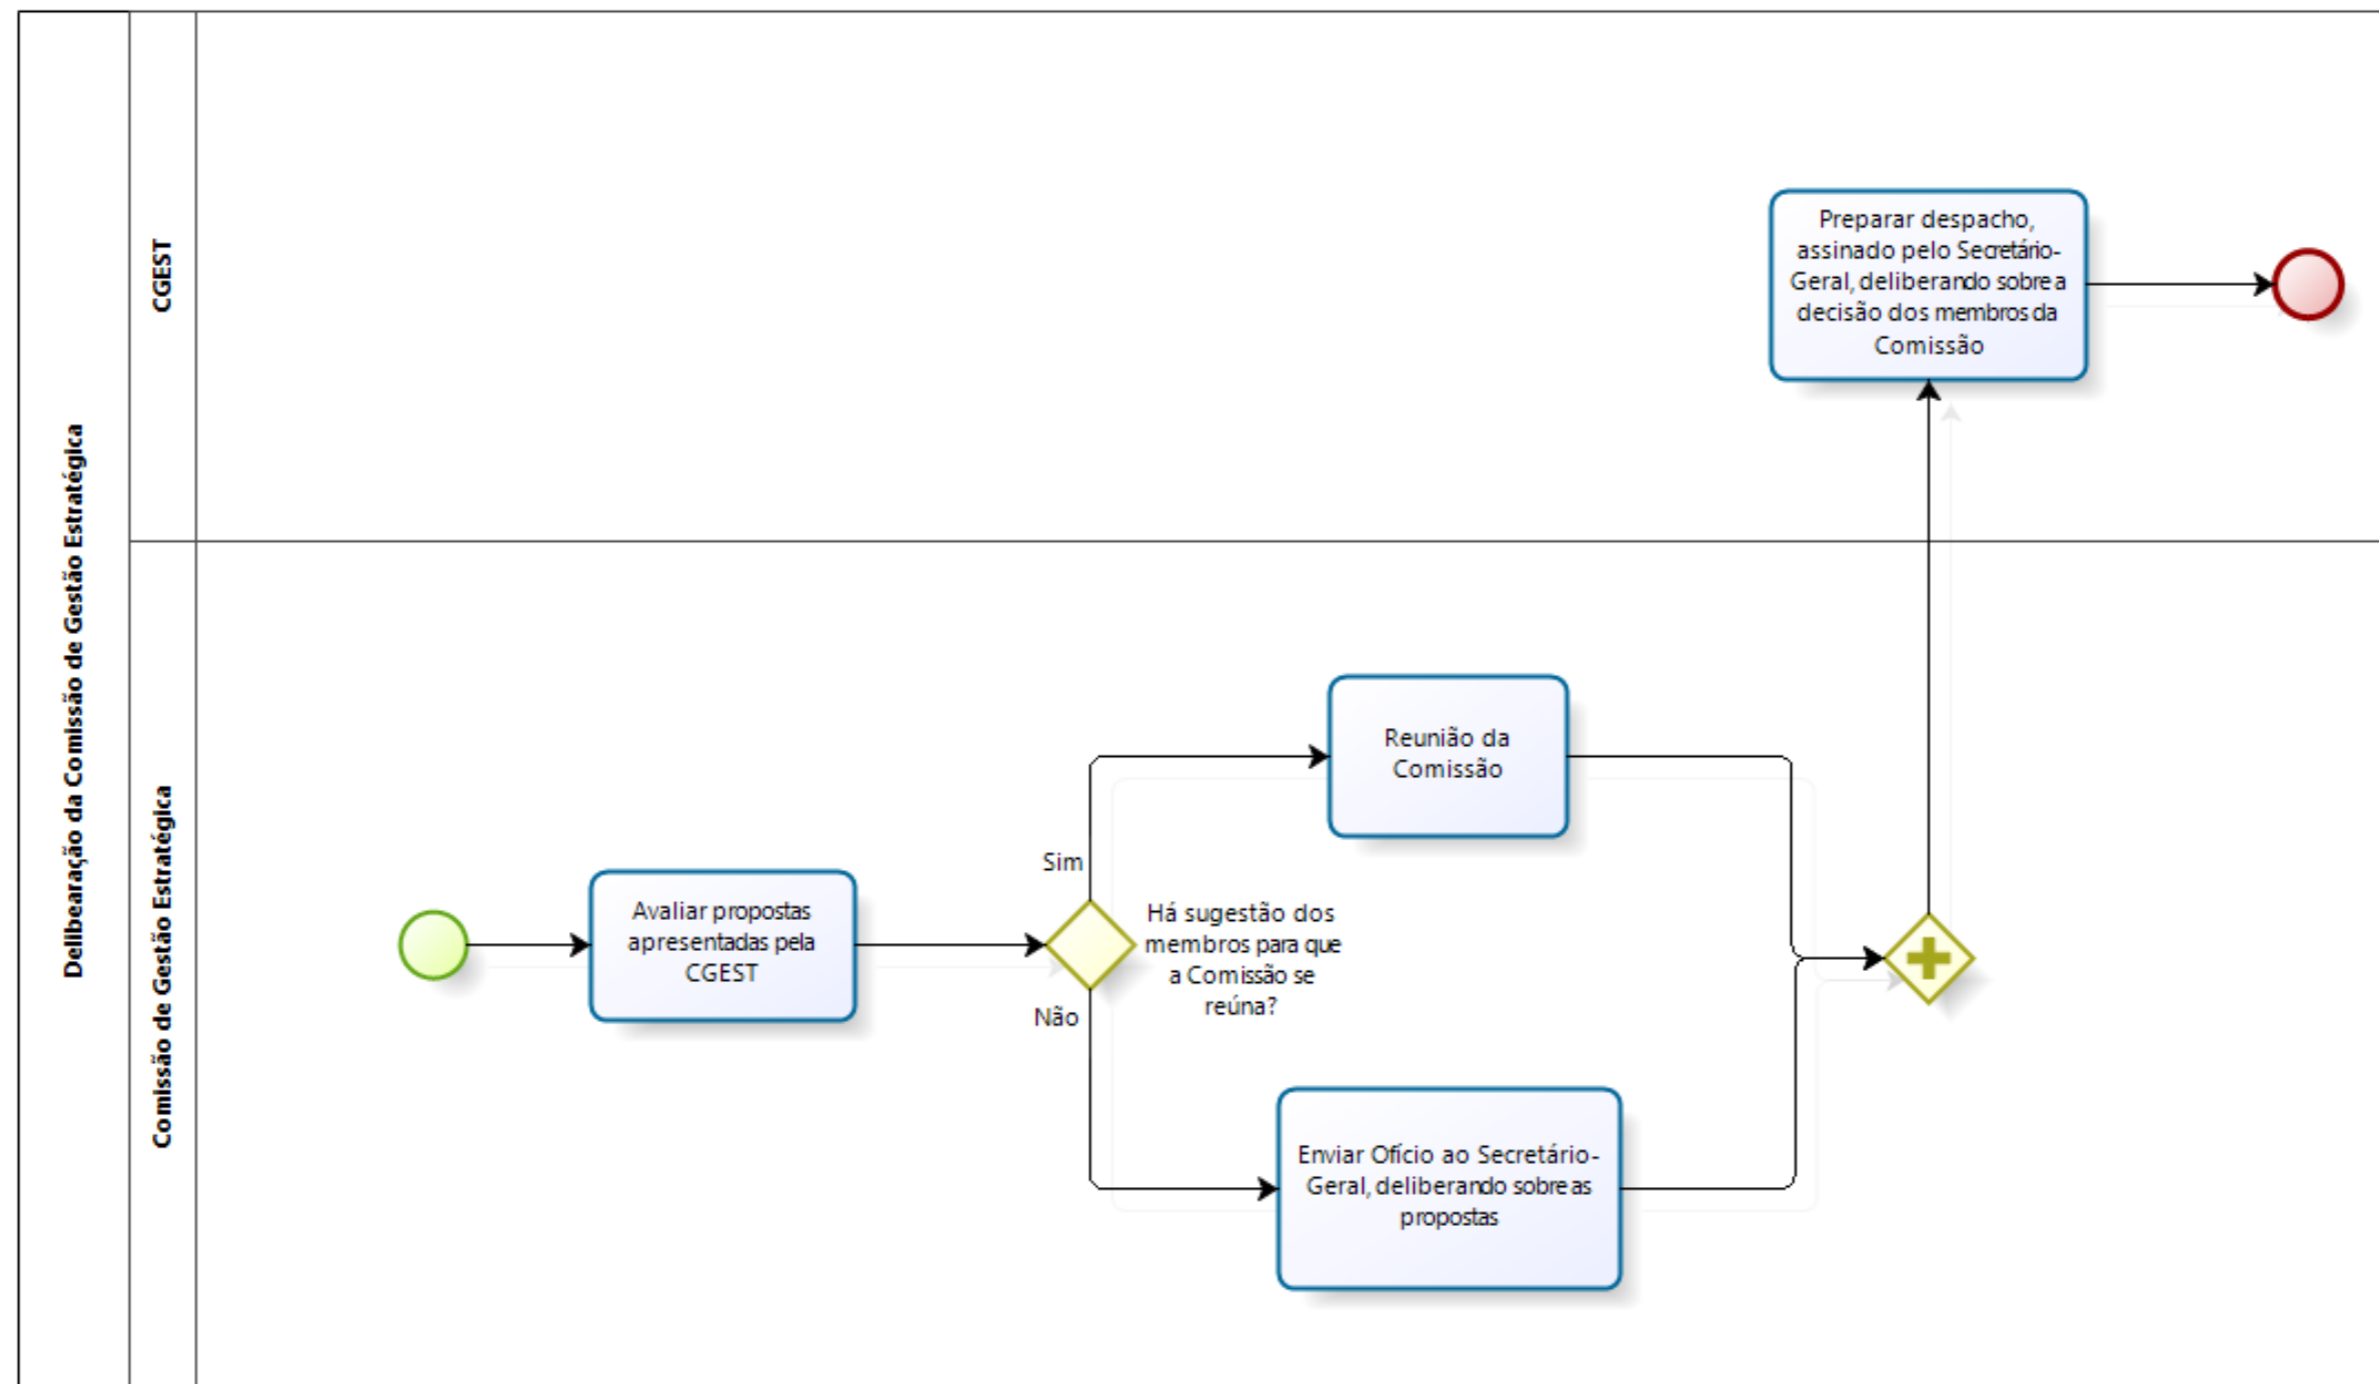 Delibearação da Comissão de Gestão Estratégica
CGEST
Preparar despacho,
assinado pelo Secretário-
Geral, deliberando sobre a
decisão dos membros da
Comissão
Comissão de Gestão Estratégica
Reunião da
Comissão
Sim
Avaliar propostas
apresentadas pela
CGEST
Há sugestão dos
membros para que
a Comissão se
reúna?
Não
Enviar Ofício ao Secretário-
Geral, deliberando sobre as
propostas